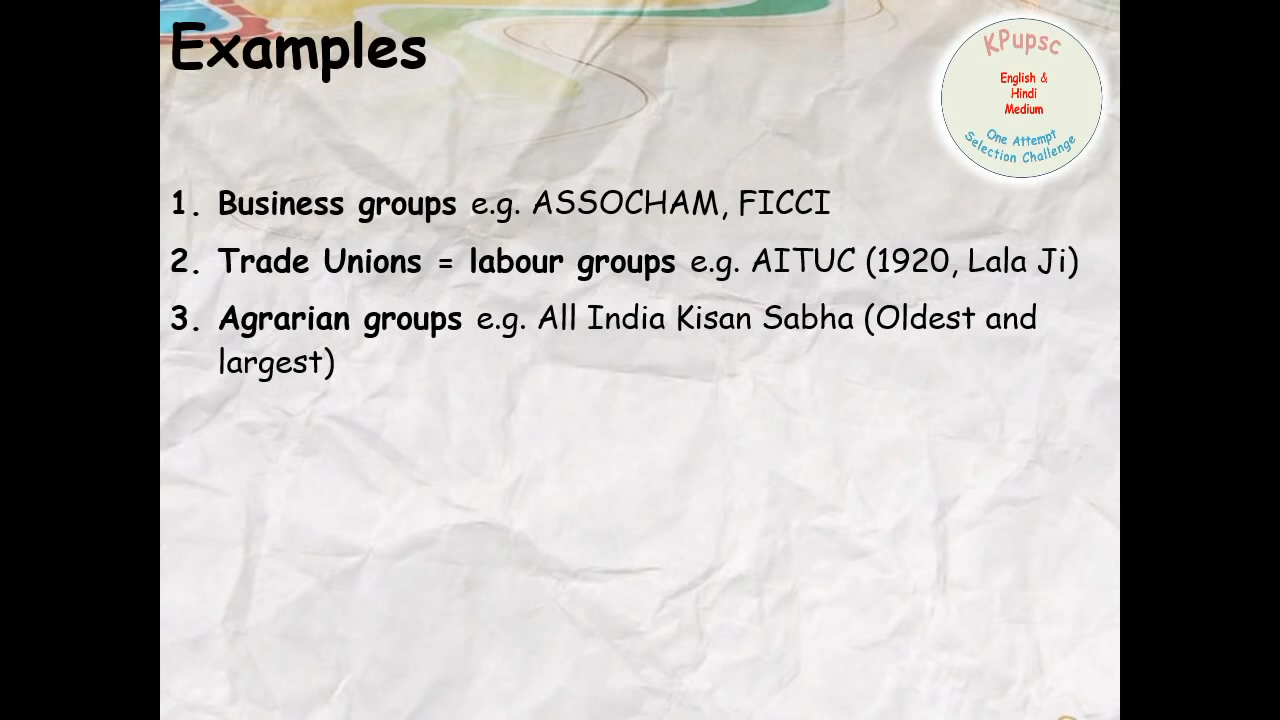 Examples
KPupsc
English &
Hindi
Medium
One Attempt
Selection Challenge
1. Business groups e.g. ASSOCHAM, FICCI
2. Trade Unions = labour groups e.g. AITUC (1920, Lala Ji)
3. Agrarian groups e.g. All India Kisan Sabha (Oldest and
largest)